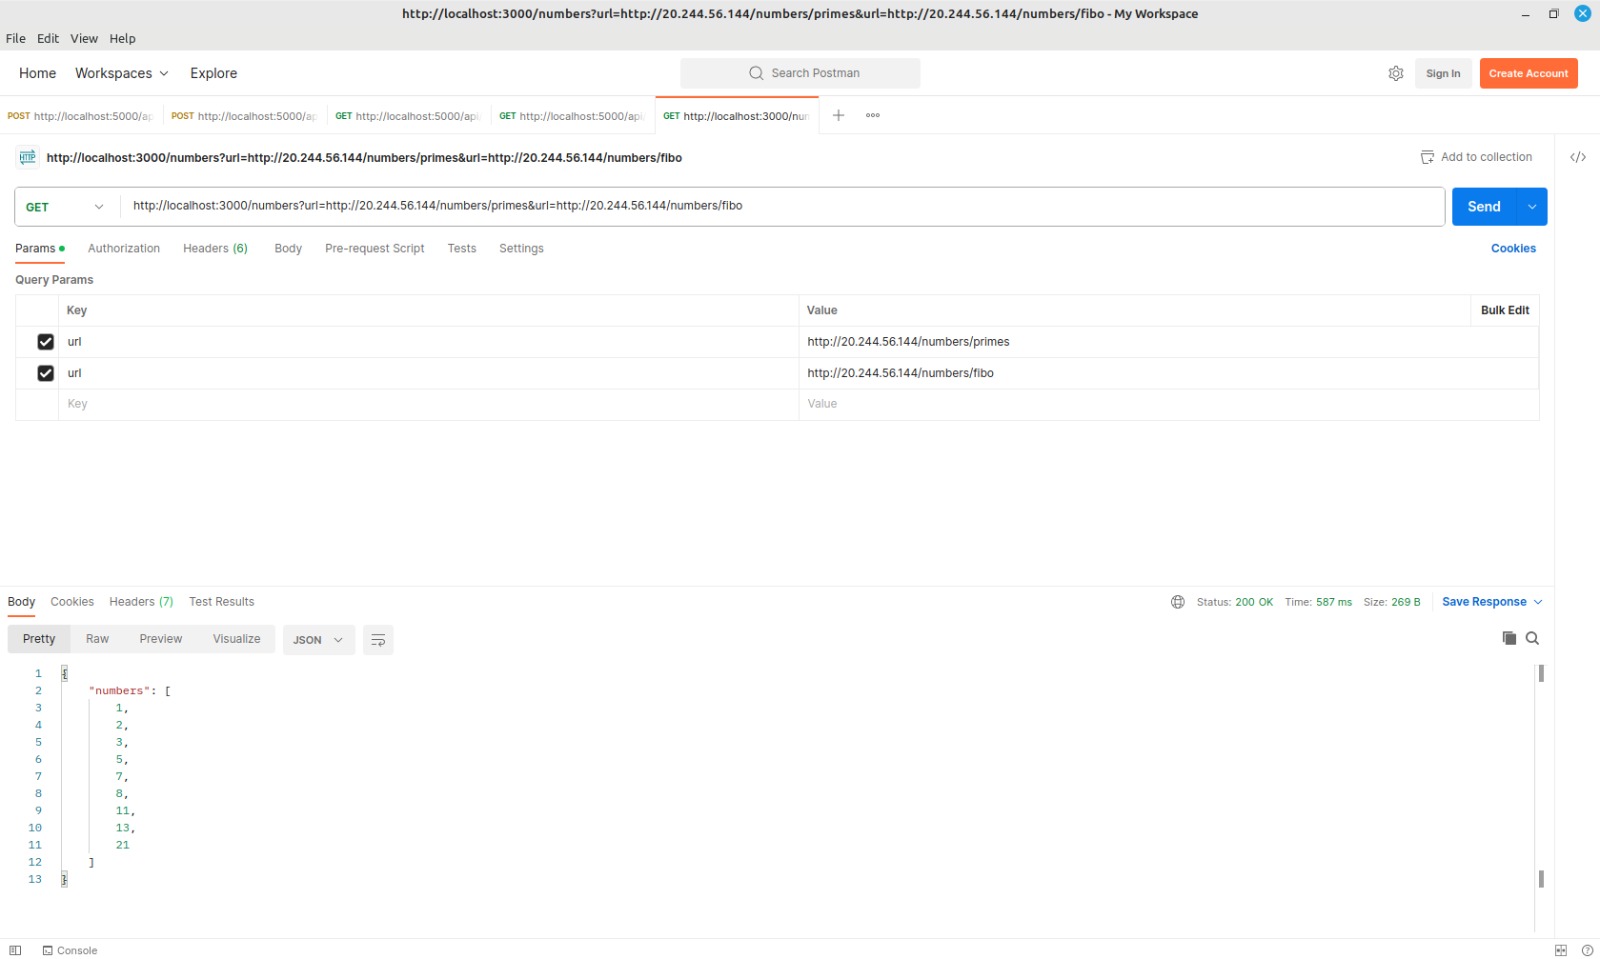 http://localhost:3000/numbers?url=http://20.244.56.144/numbers/primes&url=http://20.244.56.144/numbers/fibo - My Workspace
File Edit View Help
Home Workspaces Explore Search Postman Sign In Create Account
POST http://localhost:5000/ap POST http://localhost:5000/ap GET http://localhost:5000/api GET http://localhost:5000/api GET http://localhost:3000/num
HTTP http://localhost:3000/numbers?url=http://20.244.56.144/numbers/primes&url=http://20.244.56.144/numbers/fibo Add to collection
GET http://localhost:3000/numbers?url=http://20.244.56.144/numbers/primes&url=http://20.244.56.144/numbers/fibo Send
Params Authorization Headers (6) Body Pre-request Script Tests Settings Cookies
Query Params
Key Value Bulk Edit
url http://20.244.56.144/numbers/primes
url http://20.244.56.144/numbers/fibo
Key Value
Body Cookies Headers (7) Test Results Status: 200 OK Time: 587 ms Size: 269 B Save Response
Pretty Raw Preview Visualize JSON
1 {
2 "numbers": [
3 1,
4 2,
5 3,
6 5,
7 7,
8 8,
9 11,
10 13,
11 21
12 ]
13 }
Console